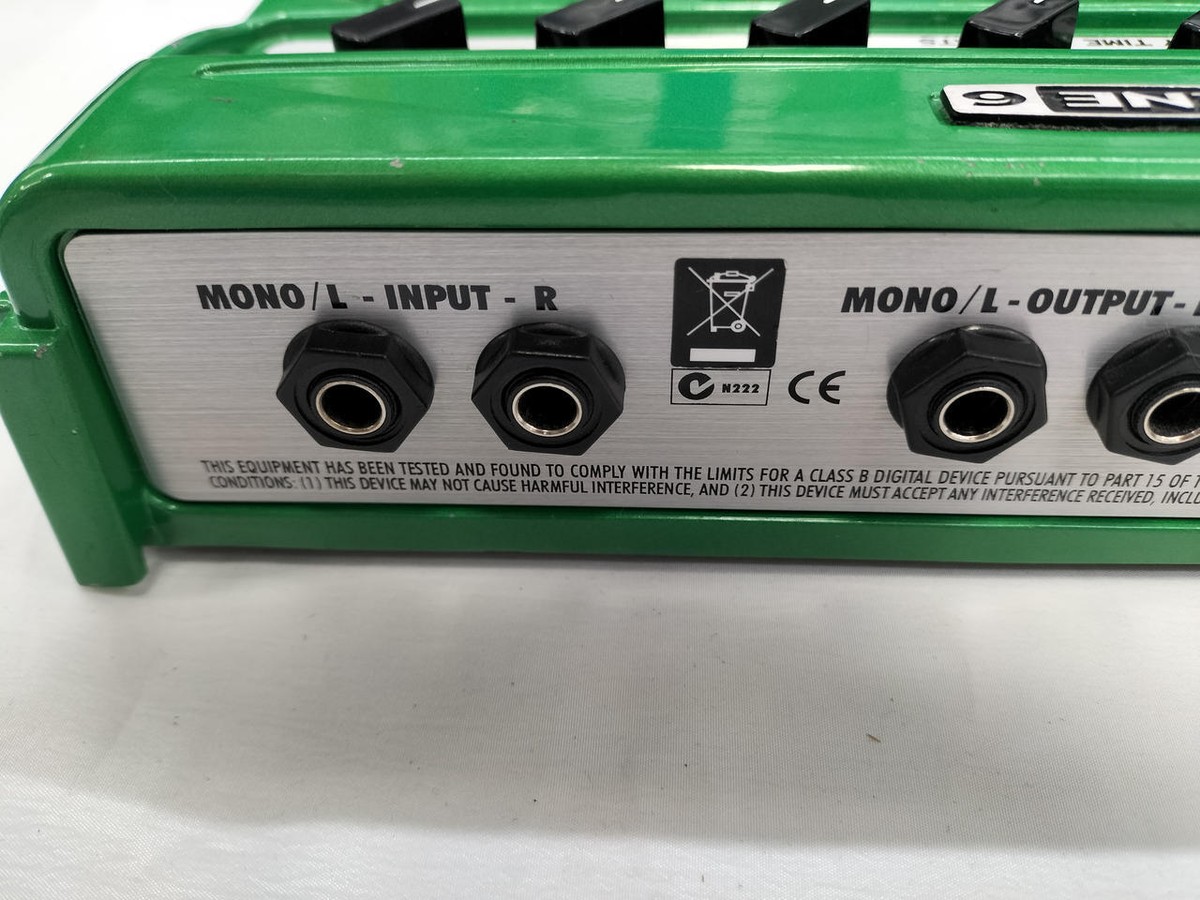 TIME
NE 6
MONO/L - INPUT - R
MONO/L - OUTPUT -
N222
CE
THIS EQUIPMENT HAS BEEN TESTED AND FOUND TO COMPLY WITH THE LIMITS FOR A CLASS B DIGITAL DEVICE PURSUANT TO PART 15 OF
CONDITIONS: (1) THIS DEVICE MAY NOT CAUSE HARMFUL INTERFERENCE, AND (2) THIS DEVICE MUST ACCEPT ANY INTERFERENCE RECEIVED, INCLU